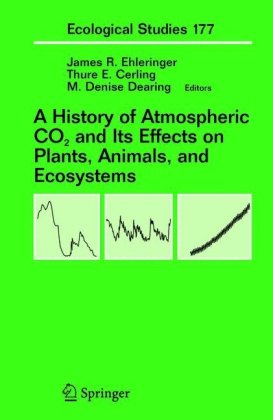 Ecological Studies 177
James R. Ehleringer
Thure E. Cerling
M. Denise Dearing Editors
A History of Atmospheric
CO₂ and Its Effects on
Plants, Animals, and
Ecosystems
Springer